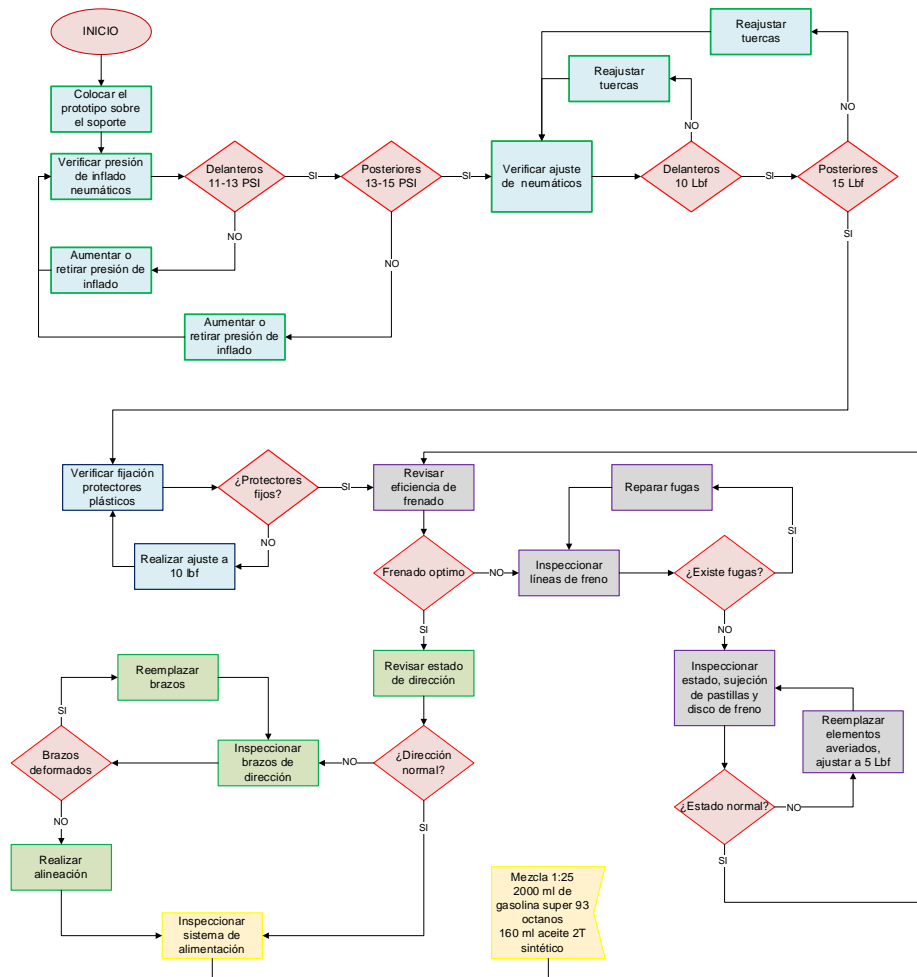 INICIO
Colocar el
prototipo sobre
el soporte
Verificar presión
de inflado
neumáticos
Delanteros
11-13 PSI
SI
Posteriores
13-15 PSI
SI
NO
NO
Aumentar o
retirar presión de
inflado
Aumentar o
retirar presión de
inflado
Verificar ajuste
de neumáticos
Reajustar
tuercas
Reajustar
tuercas
NO
NO
Delanteros
10 Lbf
SI
Posteriores
15 Lbf
SI
Verificar fijación
protectores
plásticos
¿Protectores
fijos?
SI
NO
Realizar ajuste a
10 lbf
Revisar
eficiencia de
frenado
Frenado optimo
NO
SI
Inspeccionar
líneas de freno
Reparar fugas
¿Existe fugas?
SI
NO
Inspeccionar
estado, sujeción
de pastillas y
disco de freno
Reemplazar
elementos
averiados,
ajustar a 5 Lbf
¿Estado normal?
NO
SI
Revisar estado
de dirección
¿Dirección
normal?
NO
SI
Inspeccionar
brazos de
dirección
Reemplazar
brazos
SI
Brazos
deformados
NO
Realizar
alineación
Inspeccionar
sistema de
alimentación
Mezcla 1:25
2000 ml de
gasolina super 93
octanos
160 ml aceite 2T
sintético